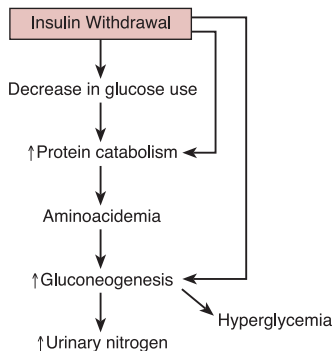 Insulin Withdrawal
Decrease in glucose use
↑Protein catabolism
Aminoacidemia
↑Gluconeogenesis
Hyperglycemia
↑Urinary nitrogen